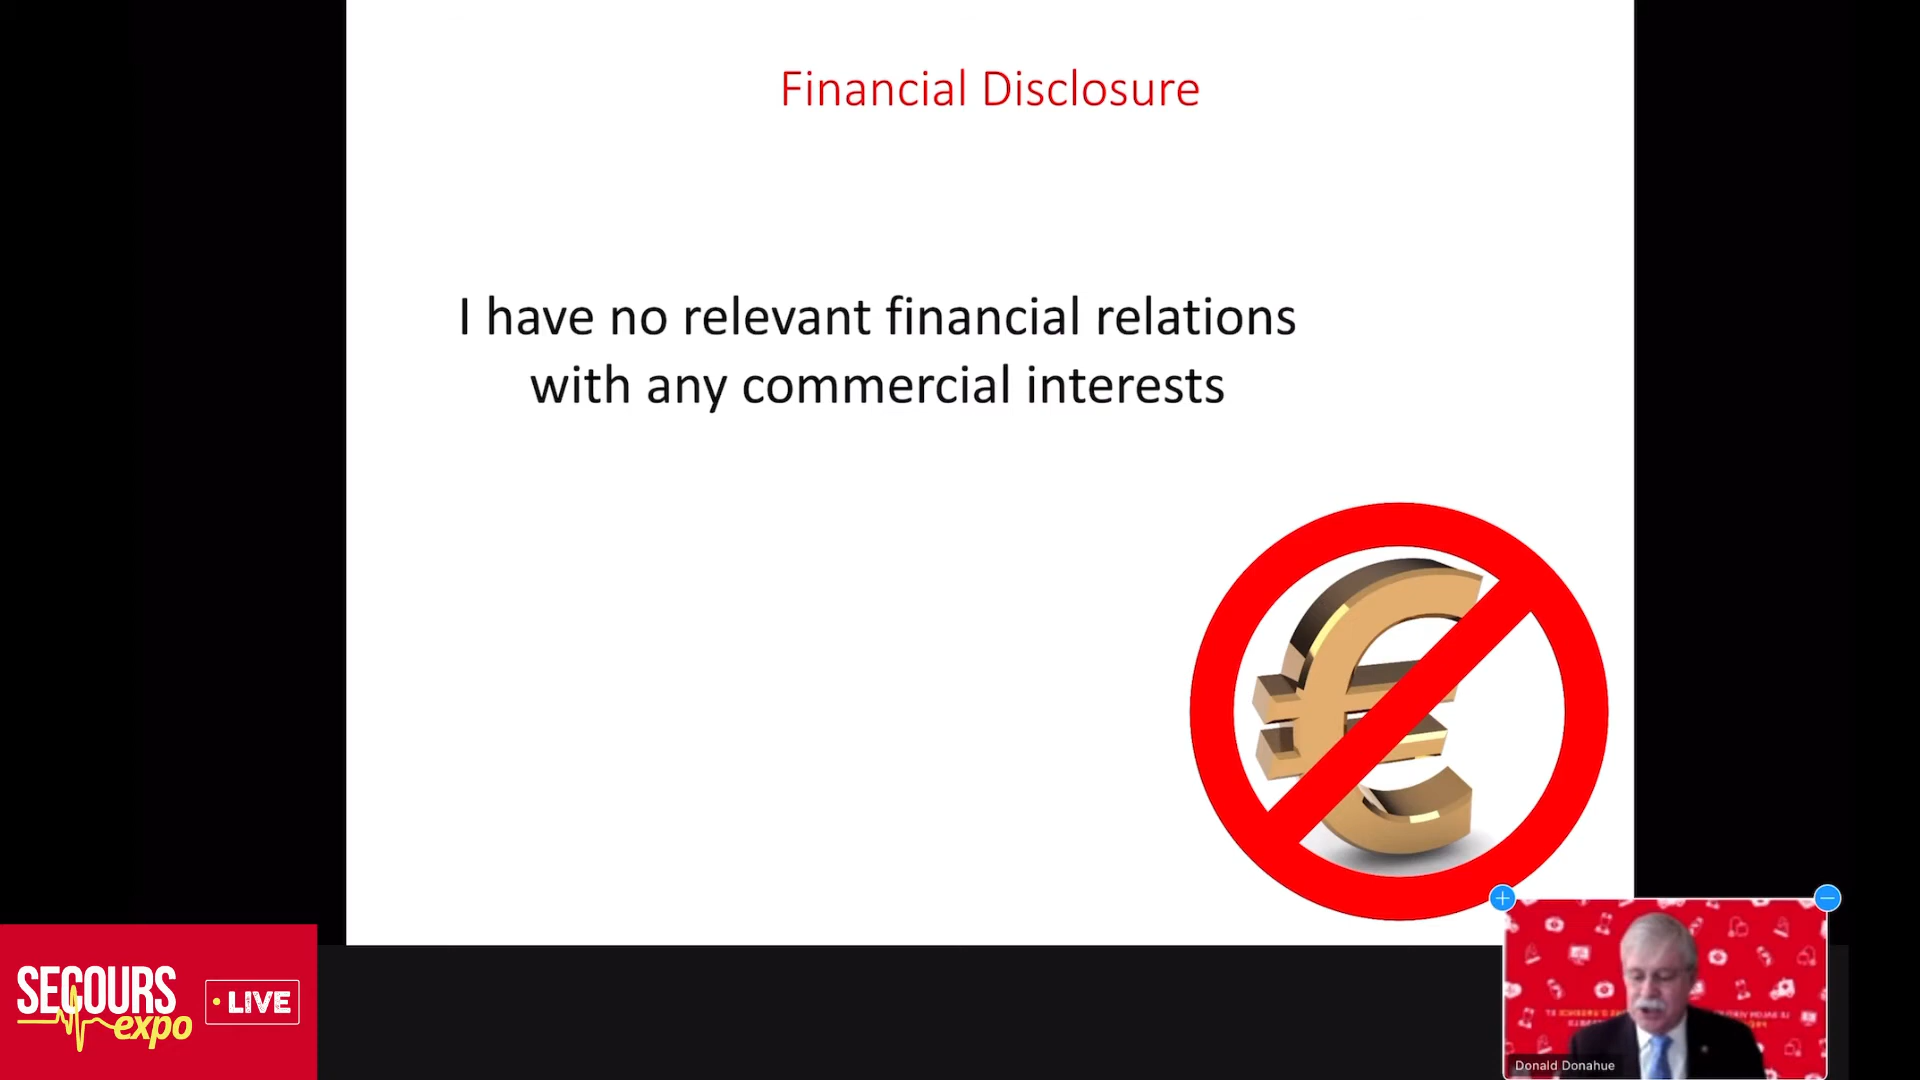 Financial Disclosure
I have no relevant financial relations
with any commercial interests
SECOURS
expo
LIVE
Donald Donahue